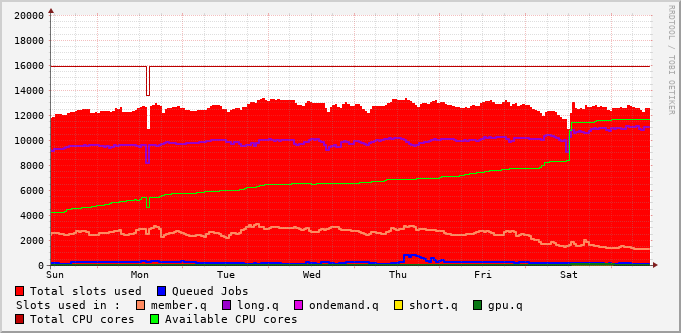 RRDTOOL / TOBI OETIKER
20000
18000
16000
14000
12000
10000
8000
6000
4000
2000
0
Sun Mon Tue Wed Thu Fri Sat
Total slots used Queued Jobs
Slots used in : member.q long.q ondemand.q short.q gpu.q
Total CPU cores Available CPU cores